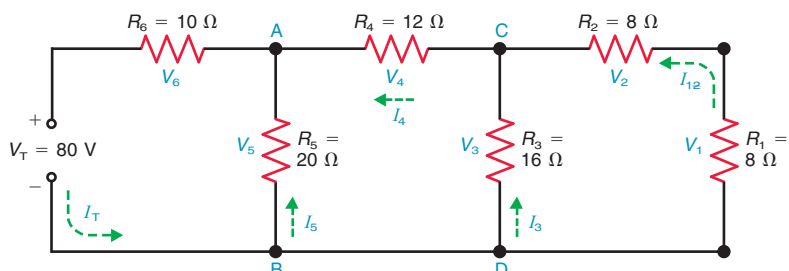 R6 = 10 Ω
A
R4 = 12 Ω
C
R2 = 8 Ω
V6
V4
V2
I12
I4
+
VT = 80 V
−
V5
R5 =
20 Ω
V3
R3 =
16 Ω
V1
R1 =
8 Ω
IT
I5
I3
B
D